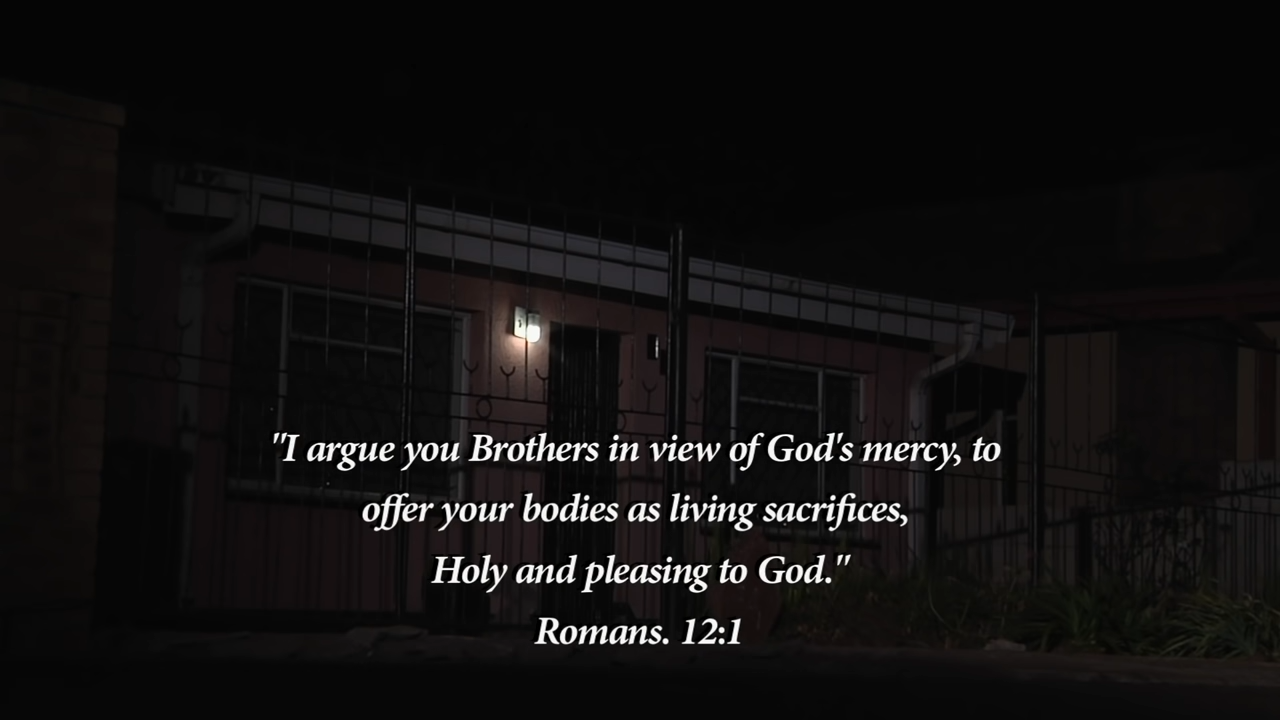 "I argue you Brothers in view of God's mercy, to
offer your bodies as living sacrifices,
Holy and pleasing to God."
Romans. 12:1